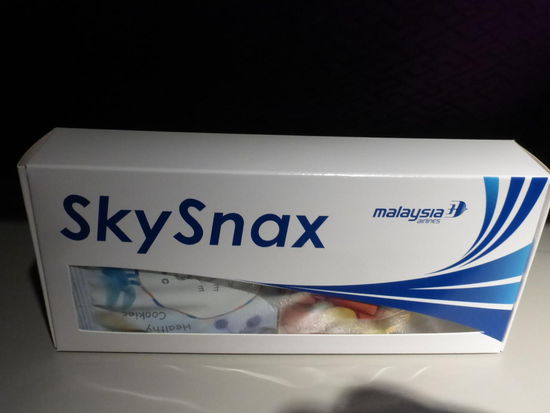 SkySnax
malaysia
airlines
Healthy
Cookies